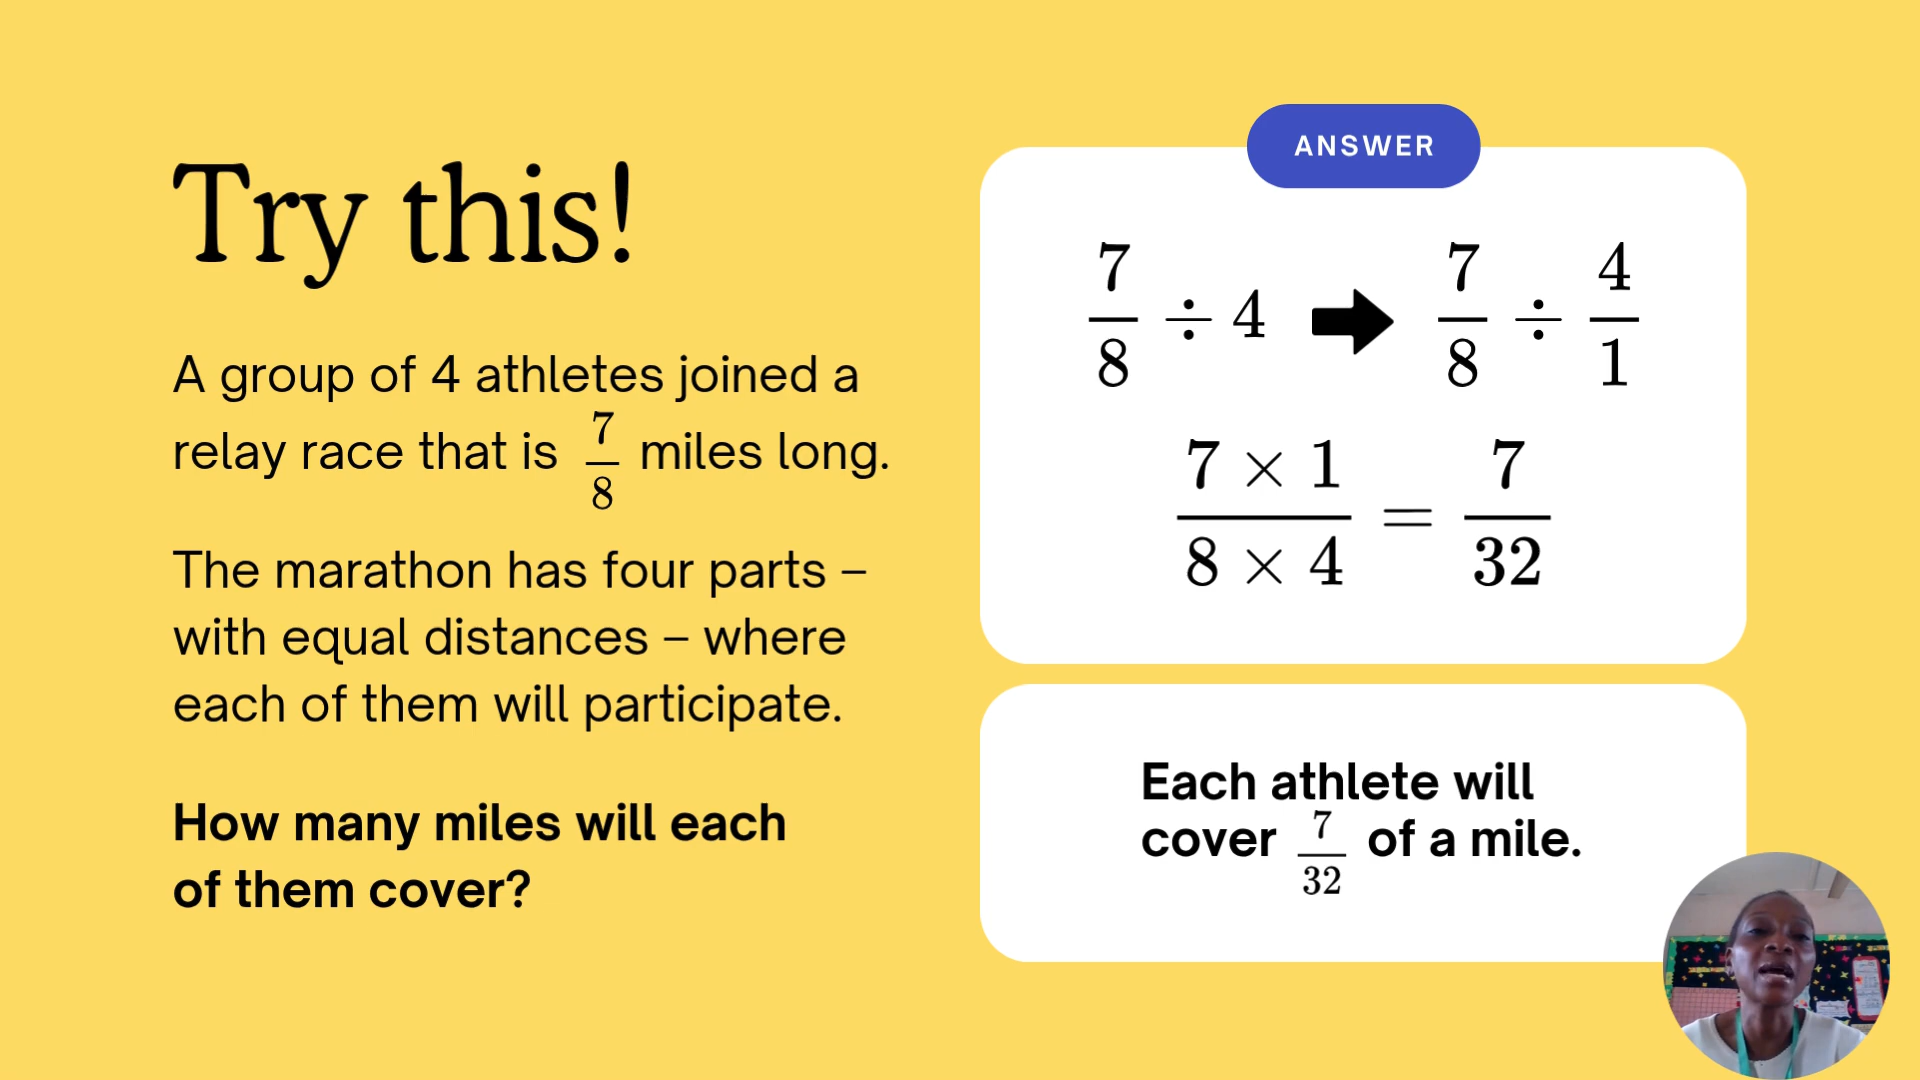 Try this!
A group of 4 athletes joined a
relay race that is 7/8 miles long.
The marathon has four parts –
with equal distances – where
each of them will participate.
How many miles will each
of them cover?
ANSWER
7/8 ÷ 4 ➡ 7/8 ÷ 4/1
7 × 1 / 8 × 4 = 7/32
Each athlete will
cover 7/32 of a mile.